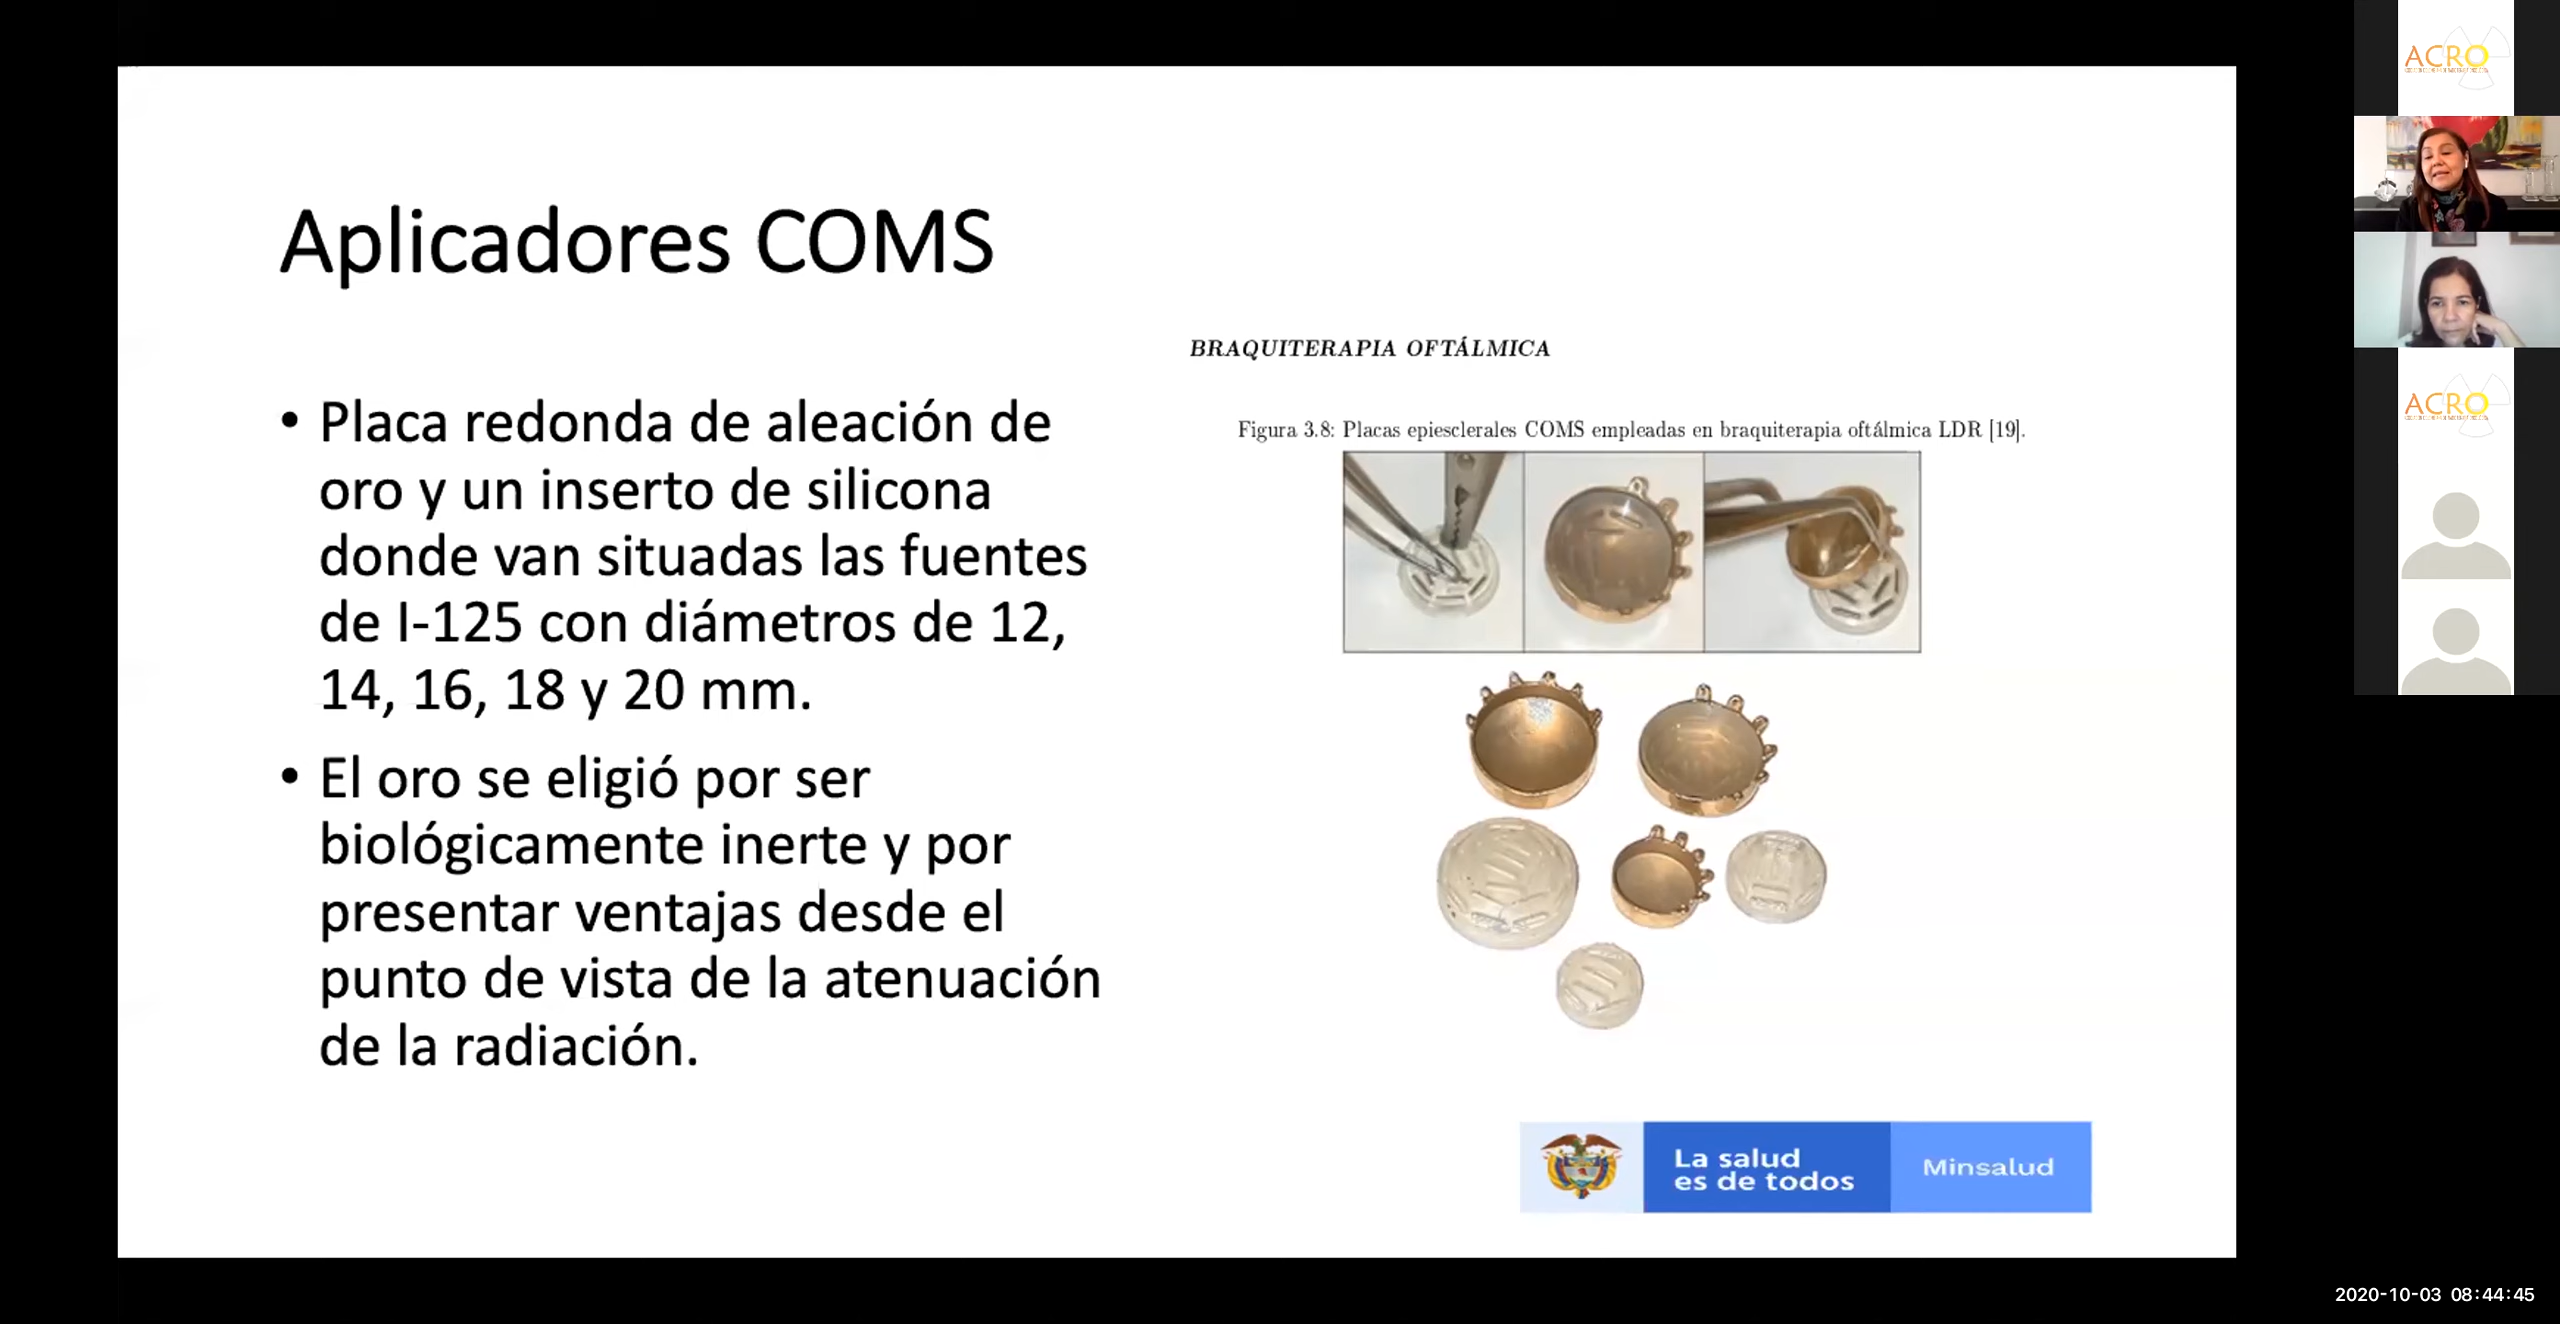 Aplicadores COMS
BRAQUITERAPIA OFTÁLMICA
• Placa redonda de aleación de
oro y un inserto de silicona
donde van situadas las fuentes
de I-125 con diámetros de 12,
14, 16, 18 y 20 mm.
• El oro se eligió por ser
biológicamente inerte y por
presentar ventajas desde el
punto de vista de la atenuación
de la radiación.
Figura 3.8: Placas epiesclerales COMS empleadas en braquiterapia oftálmica LDR [19].
La salud
es de todos
Minsalud
ACRO
ACRO
2020-10-03 08:44:45